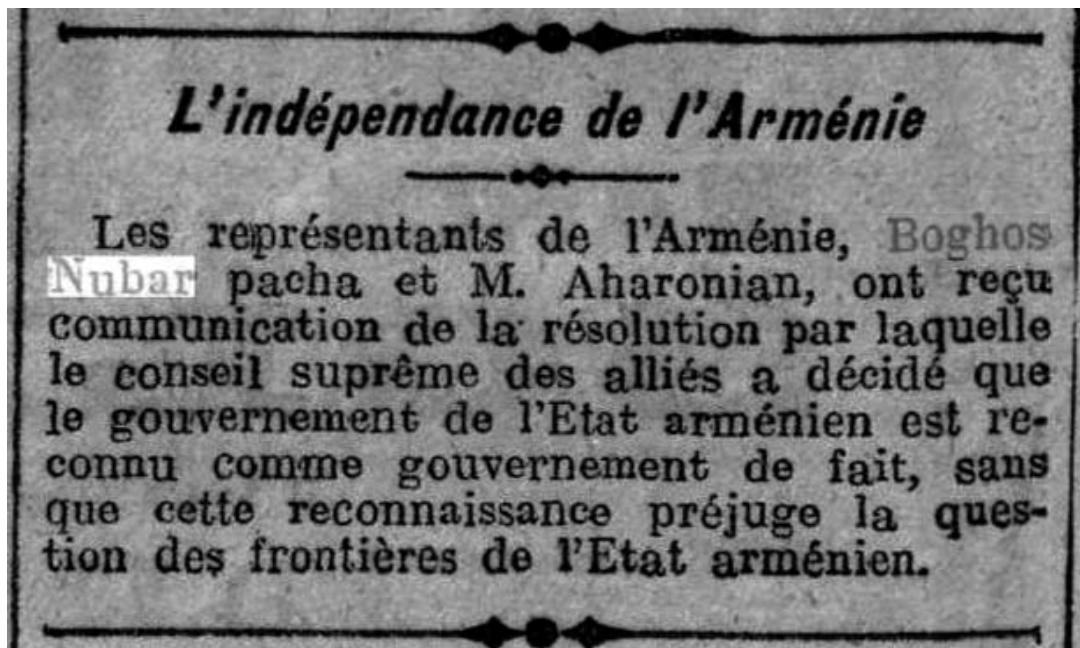 L'indépendance de l'Arménie
Les représentants de l'Arménie, Boghos
Nubar pacha et M. Aharonian, ont reçu
communication de la résolution par laquelle
le conseil suprême des alliés a décidé que
le gouvernement de l'Etat arménien est re-
connu comme gouvernement de fait, sans
que cette reconnaissance préjuge la ques-
tion des frontières de l'Etat arménien.